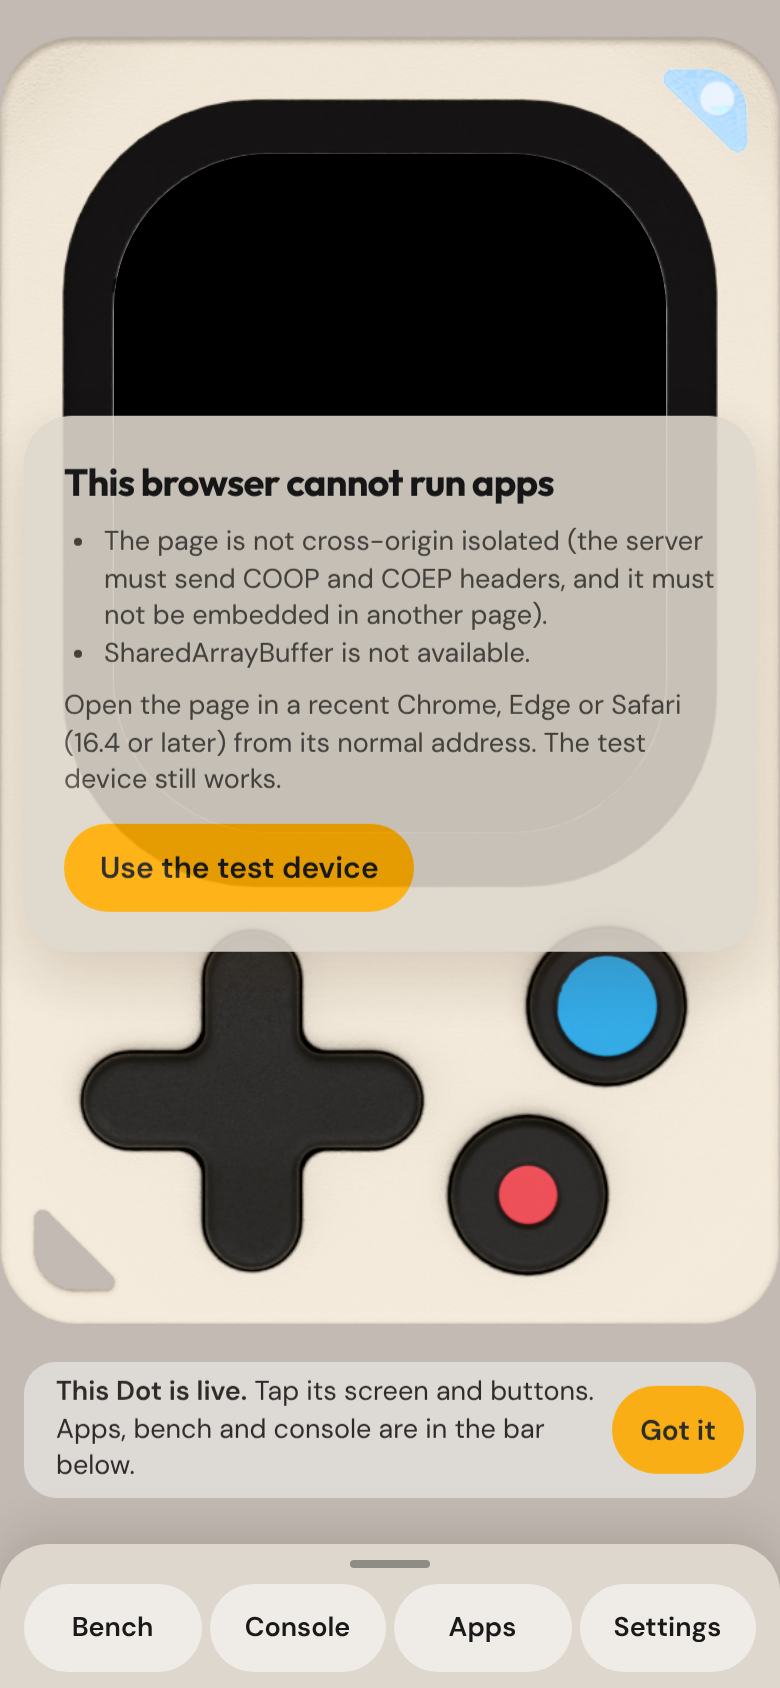 This browser cannot run apps
• The page is not cross-origin isolated (the server
must send COOP and COEP headers, and it must
not be embedded in another page).
• SharedArrayBuffer is not available.
Open the page in a recent Chrome, Edge or Safari
(16.4 or later) from its normal address. The test
device still works.
Use the test device
This Dot is live. Tap its screen and buttons.
Apps, bench and console are in the bar
below.
Got it
Bench Console Apps Settings